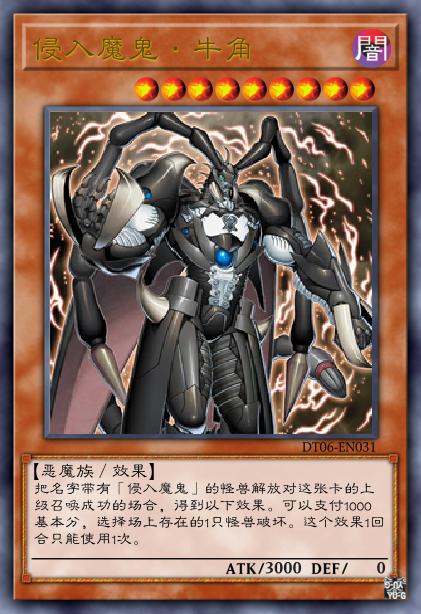 侵入魔鬼·牛角
闇
DT06-EN031
【恶魔族／效果】
把名字带有「侵入魔鬼」的怪兽解放对这张卡的上
级召唤成功的场合，得到以下效果。可以支付1000
基本分，选择场上存在的1只怪兽破坏。这个效果1回
合只能使用1次。
ATK/3000 DEF/ 0